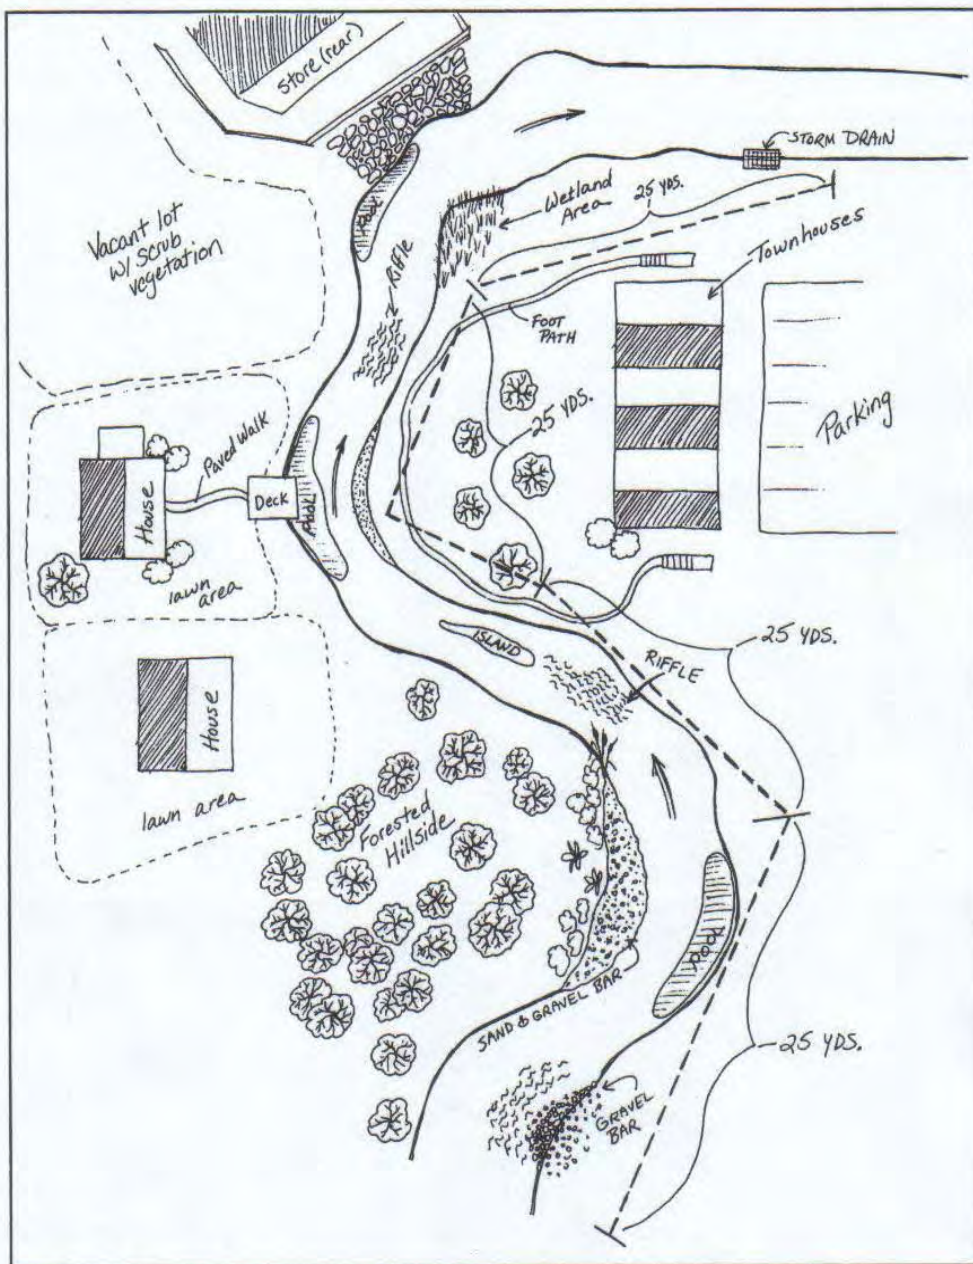 Store (rear)
STORM DRAIN
Pool
Wetland
Area
25 YDS.
Vacant lot
w/ scrub
vegetation
RIFFLE
Townhouses
FOOT
PATH
25 YDS.
Parking
Paved Walk
House
Deck
Pool
lawn
area
ISLAND
25 YDS.
RIFFLE
House
lawn area
Forested
Hillside
Pool
SAND & GRAVEL BAR
25 YDS.
GRAVEL
BAR